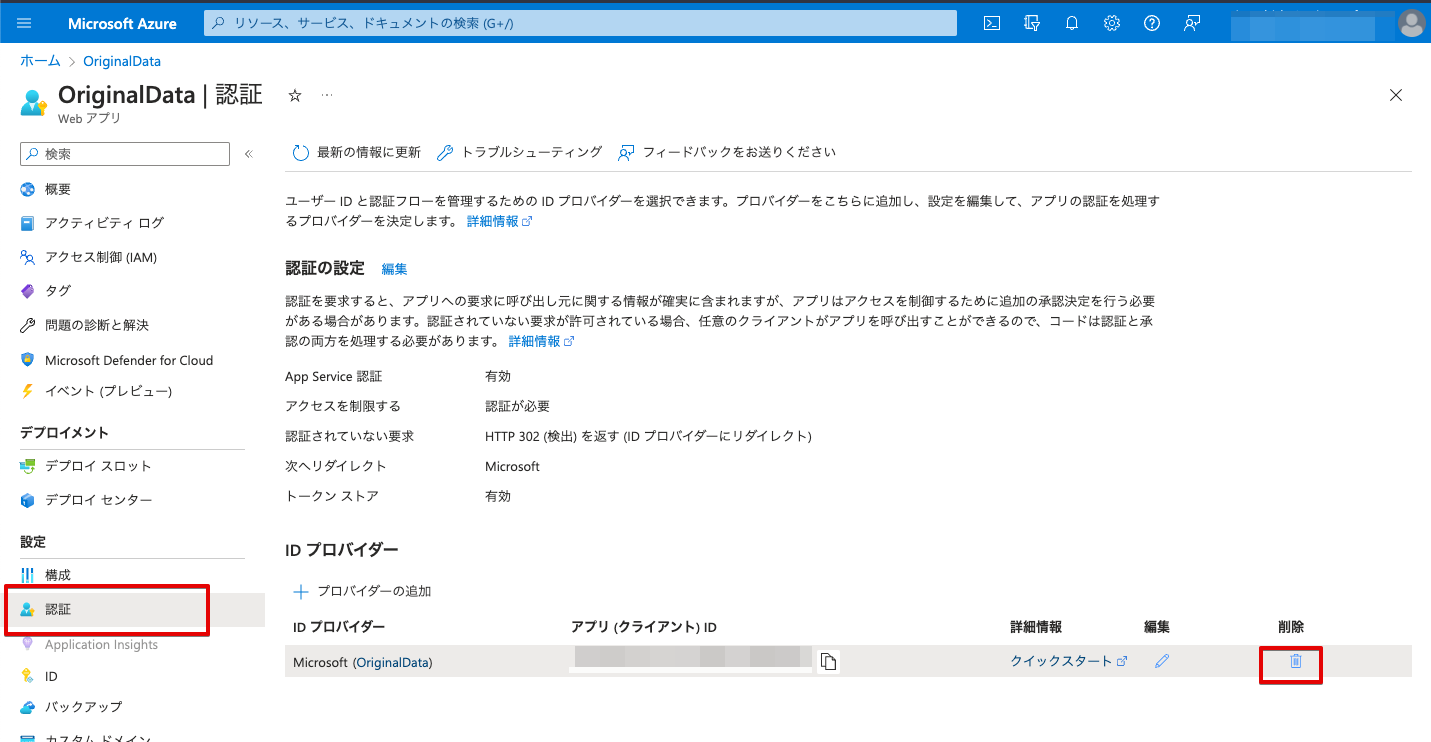 Microsoft Azure
リソース、サービス、ドキュメントの検索 (G+/)
ホーム > OriginalData
OriginalData | 認証
Web アプリ
検索
«
概要
アクティビティ ログ
アクセス制御 (IAM)
タグ
問題の診断と解決
Microsoft Defender for Cloud
イベント (プレビュー)
デプロイメント
デプロイ スロット
デプロイ センター
設定
構成
認証
Application Insights
ID
バックアップ
カスタム ドメイン
最新の情報に更新 トラブルシューティング フィードバックをお送りください
ユーザー ID と認証フローを管理するための ID プロバイダーを選択できます。プロバイダーをこちらに追加し、設定を編集して、アプリの認証を処理す
るプロバイダーを決定します。 詳細情報
認証の設定 編集
認証を要求すると、アプリへの要求に呼び出し元に関する情報が確実に含まれますが、アプリはアクセスを制御するために追加の承認決定を行う必要
がある場合があります。認証されていない要求が許可されている場合、任意のクライアントがアプリを呼び出すことができるので、コードは認証と承
認の両方を処理する必要があります。 詳細情報
App Service 認証 有効
アクセスを制限する 認証が必要
認証されていない要求 HTTP 302 (検出) を返す (ID プロバイダーにリダイレクト)
次へリダイレクト Microsoft
トークン ストア 有効
ID プロバイダー
プロバイダーの追加
ID プロバイダー アプリ (クライアント) ID 詳細情報 編集 削除
Microsoft (OriginalData) クイックスタート